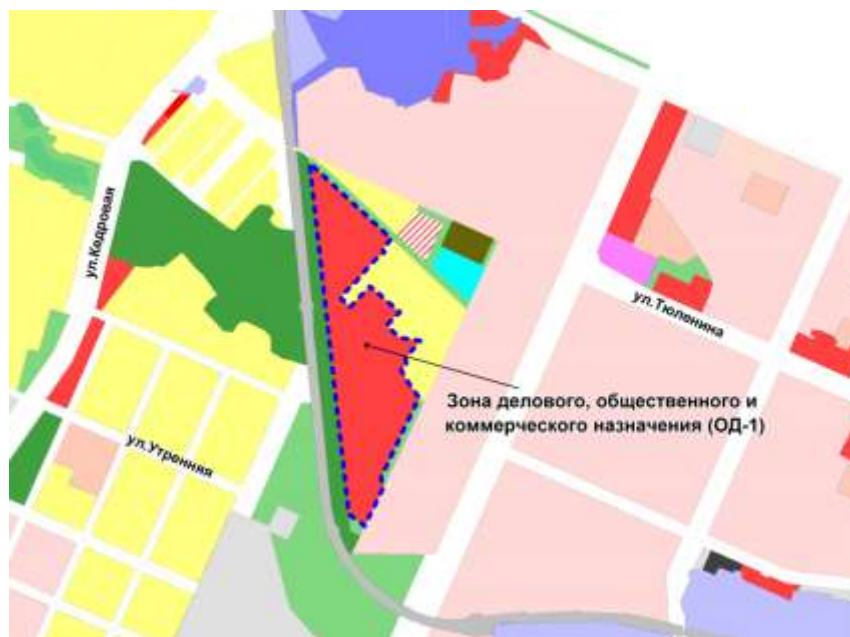 ул.Кедровая
ул.Тюленина
Зона делового, общественного и
коммерческого назначения (ОД-1)
ул.Утренняя